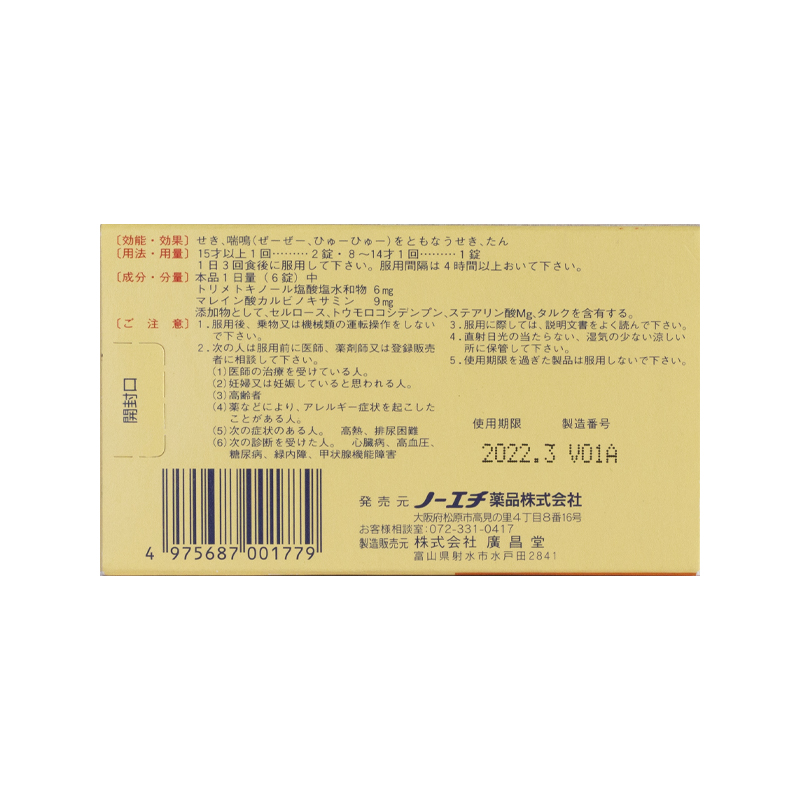 〔効能・効果〕せき、喘鳴（ぜーぜー、ひゅーひゅー）をともなうせき、たん
〔用法・用量〕15才以上1回………2錠・8～14才1回………1錠
1日3回食後に服用して下さい。服用間隔は4時間以上おいて下さい。
〔成分・分量〕本品1日量（6錠）中
トリメトキノール塩酸塩水和物 6mg
マレイン酸カルビノキサミン 9mg
添加物として、セルロース、トウモロコシデンプン、ステアリン酸Mg、タルクを含有する。
〔ご注意〕1.服用後、乗物又は機械類の運転操作をしない
で下さい。
2.次の人は服用前に医師、薬剤師又は登録販売
者に相談して下さい。
(1)医師の治療を受けている人。
(2)妊婦又は妊娠していると思われる人。
(3)高齢者
(4)薬などにより、アレルギー症状を起こした
ことがある人。
(5)次の症状のある人。 高熱、排尿困難
(6)次の診断を受けた人。 心臓病、高血圧、
糖尿病、緑内障、甲状腺機能障害
3.服用に際しては、説明文書をよく読んで下さい。
4.直射日光の当たらない、湿気の少ない涼しい
所に保管して下さい。
5.使用期限を過ぎた製品は服用しないで下さい。
開封口
使用期限 製造番号
2022.3 V01A
4 975687 001779
発売元 ノーエチ薬品株式会社
大阪府松原市高見の里4丁目8番16号
お客様相談室:072-331-0417
製造販売元 株式会社 廣昌堂
富山県射水市水戸田2841